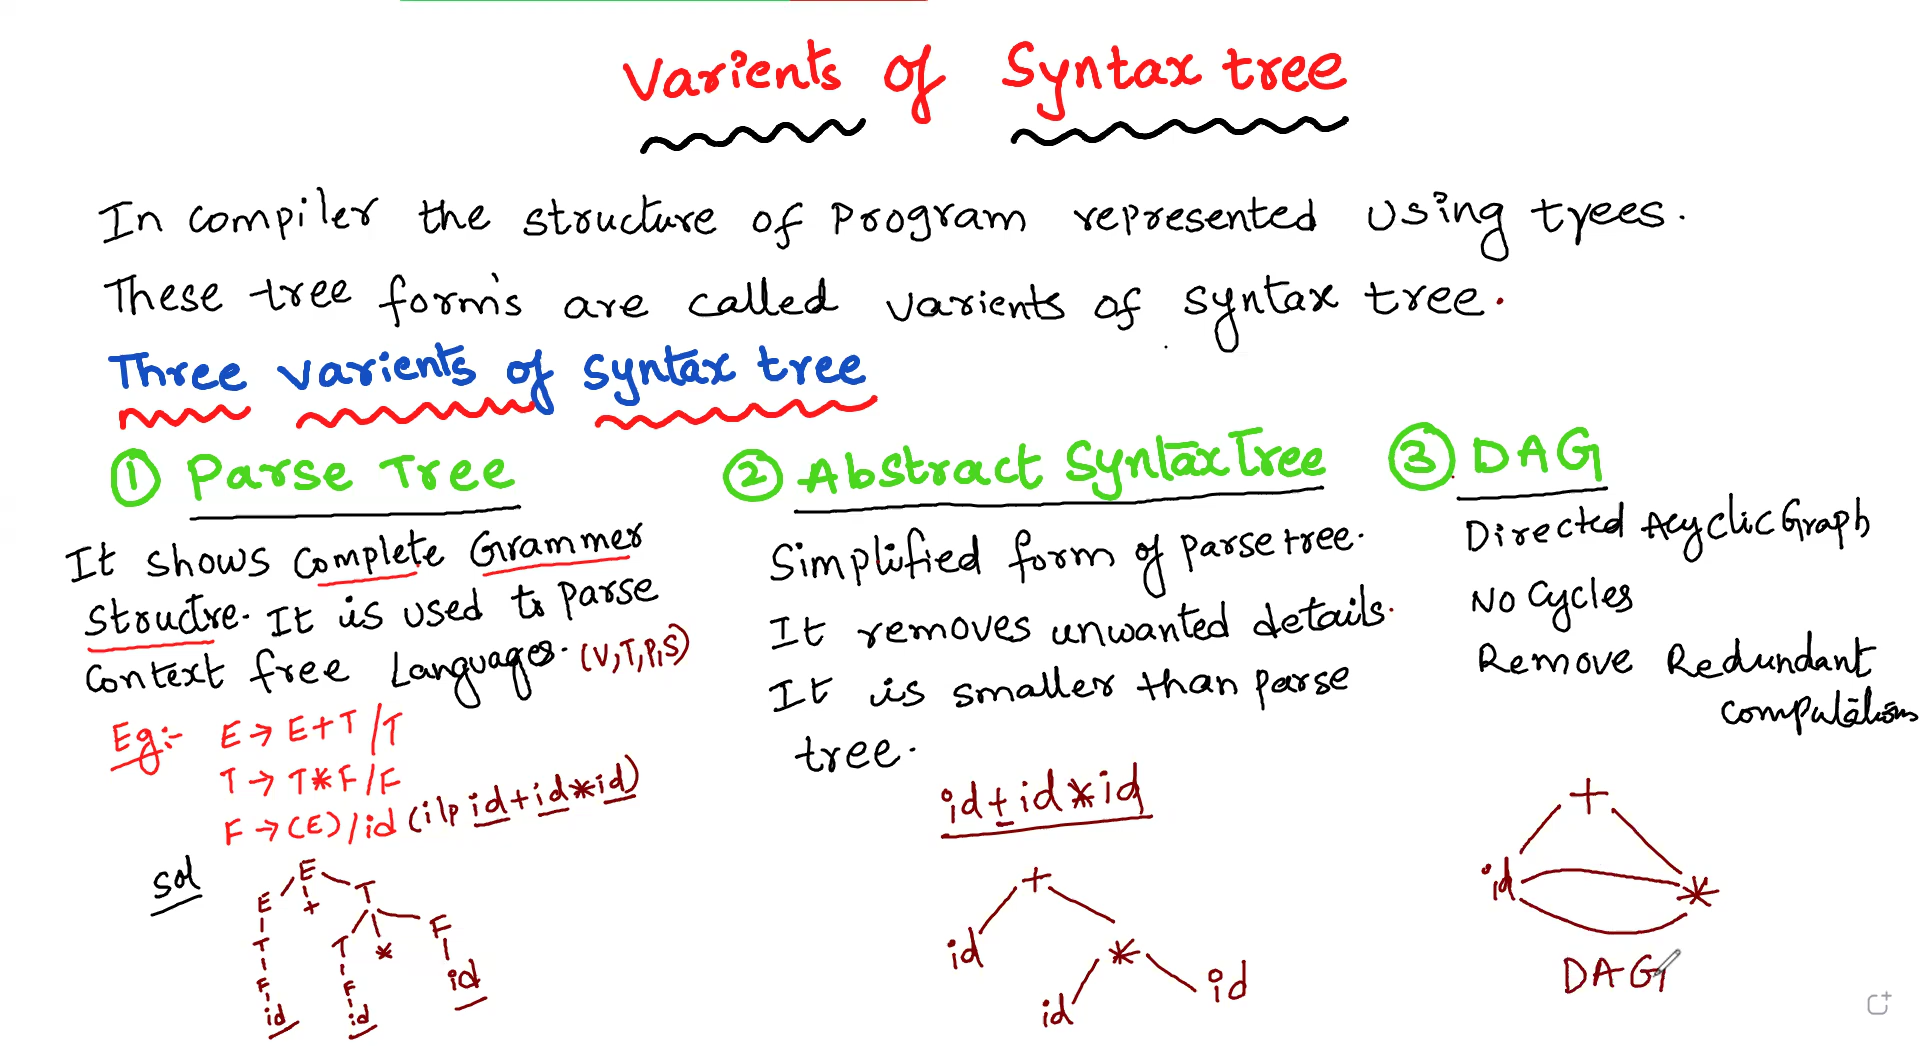 Varients of Syntax tree
In compiler the structure of Program represented using trees.
These tree form's are called varients of syntax tree.
Three varients of syntax tree
① Parse Tree
It shows Complete Grammer
Structre. It is used to Parse
Context free Languages. (V,T,P,S)
Eg:- E → E+T/T
T → T*F/F
F → (E)/id (i/p id+id*id)
Sol
E
E + T
T T * F
F F id
id id
② Abstract Syntax Tree
Simplified form of parse tree.
It removes unwanted details.
It is smaller than parse
tree.
id+id*id
+
id *
id id
③ DAG
Directed Acyclic Graph
No Cycles
Remove Redundant
Computations
+
id *
DAG